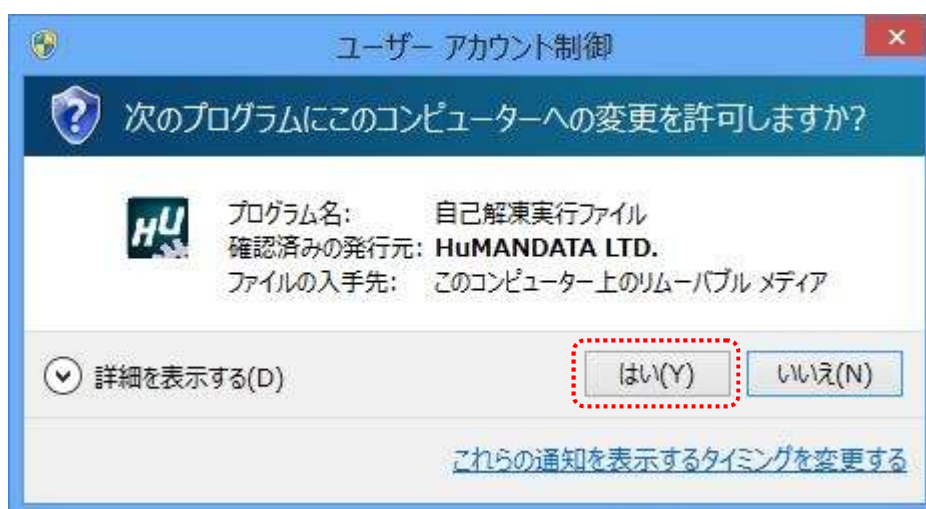 ユーザー アカウント制御
次のプログラムにこのコンピューターへの変更を許可しますか?
HU
プログラム名: 自己解凍実行ファイル
確認済みの発行元: HuMANDATA LTD.
ファイルの入手先: このコンピューター上のリムーバブル メディア
詳細を表示する(D) はい(Y) いいえ(N)
これらの通知を表示するタイミングを変更する